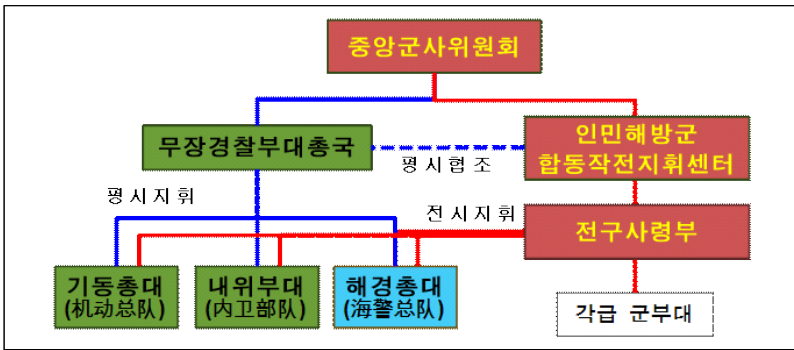 중앙군사위원회
무장경찰부대총국
인민해방군
합동작전지휘센터
평시협조
평시지휘
전시지휘
전구사령부
기동총대
(机动总队)
내위부대
(内卫部队)
해경총대
(海警总队)
각급 군부대